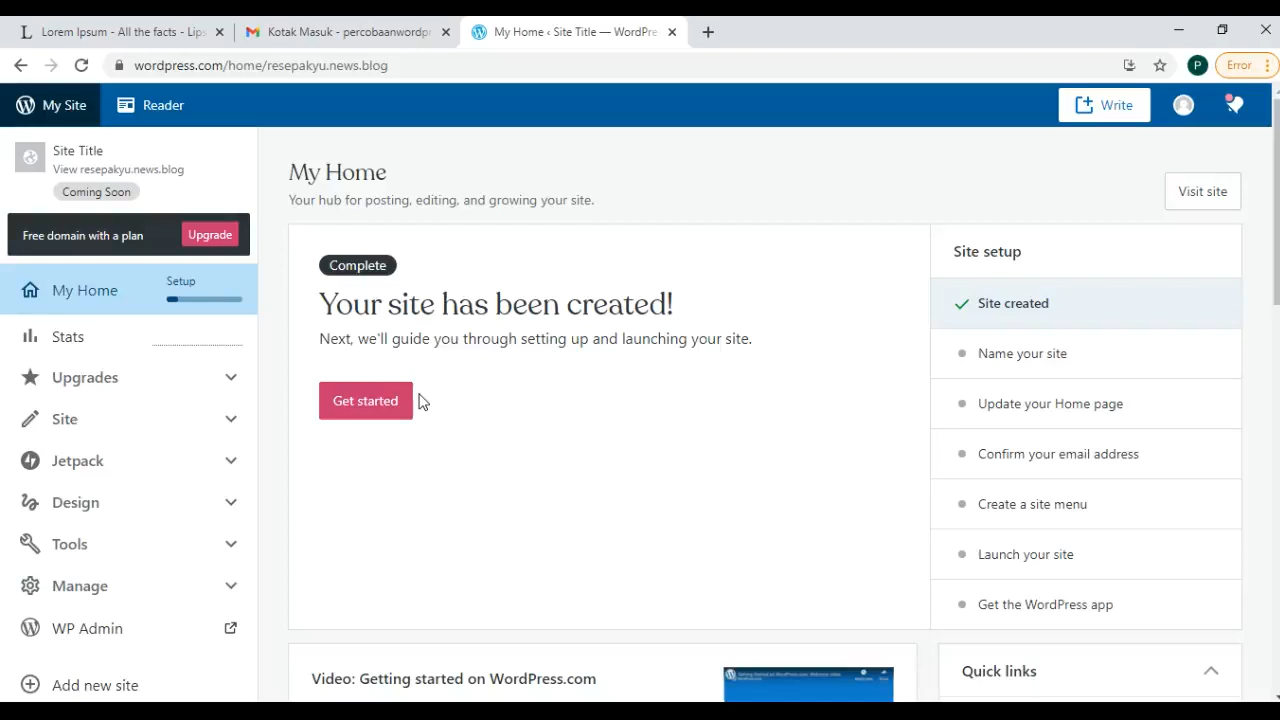 Lorem Ipsum - All the facts - Lips
Kotak Masuk - percobaanwordpr
My Home ‹ Site Title — WordPre
wordpress.com/home/resepakyu.news.blog
P
Error
My Site
Reader
Write
Site Title
View resepakyu.news.blog
Coming Soon
Free domain with a plan
Upgrade
My Home
Setup
Stats
Upgrades
Site
Jetpack
Design
Tools
Manage
WP Admin
Add new site
My Home
Your hub for posting, editing, and growing your site.
Visit site
Complete
Your site has been created!
Next, we'll guide you through setting up and launching your site.
Get started
Site setup
Site created
Name your site
Update your Home page
Confirm your email address
Create a site menu
Launch your site
Get the WordPress app
Video: Getting started on WordPress.com
Quick links